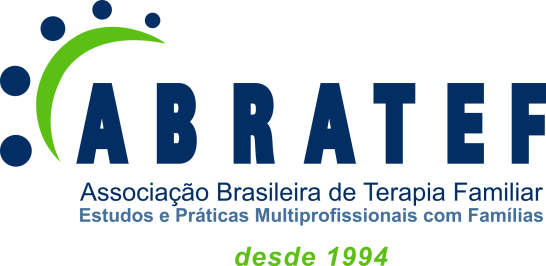 ABRATEF
Associação Brasileira de Terapia Familiar
Estudos e Práticas Multiprofissionais com Famílias
desde 1994